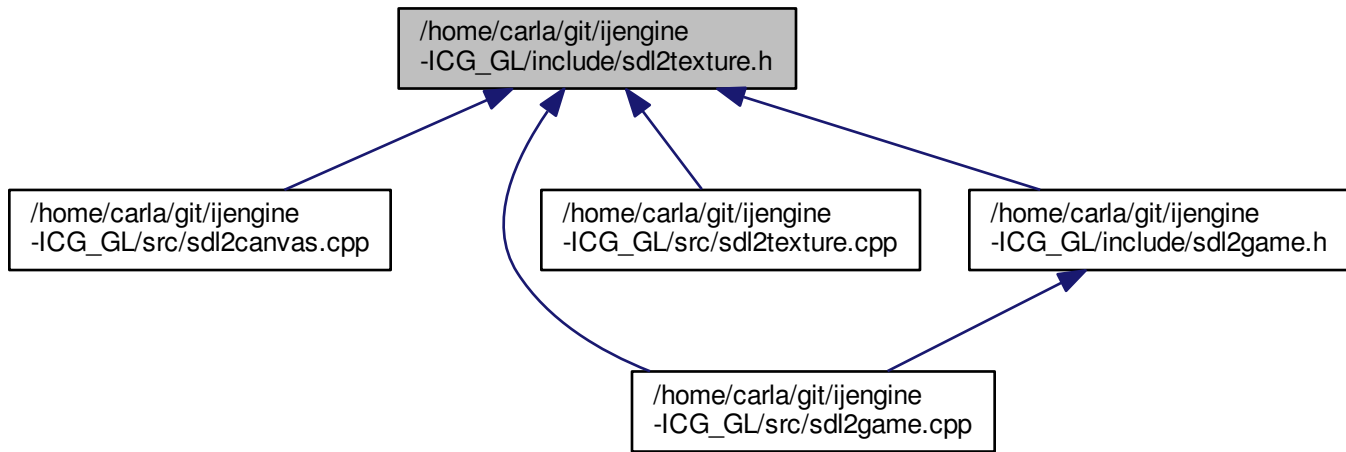 /home/carla/git/ijengine
-ICG_GL/include/sdl2texture.h
/home/carla/git/ijengine
-ICG_GL/src/sdl2canvas.cpp
/home/carla/git/ijengine
-ICG_GL/src/sdl2texture.cpp
/home/carla/git/ijengine
-ICG_GL/include/sdl2game.h
/home/carla/git/ijengine
-ICG_GL/src/sdl2game.cpp